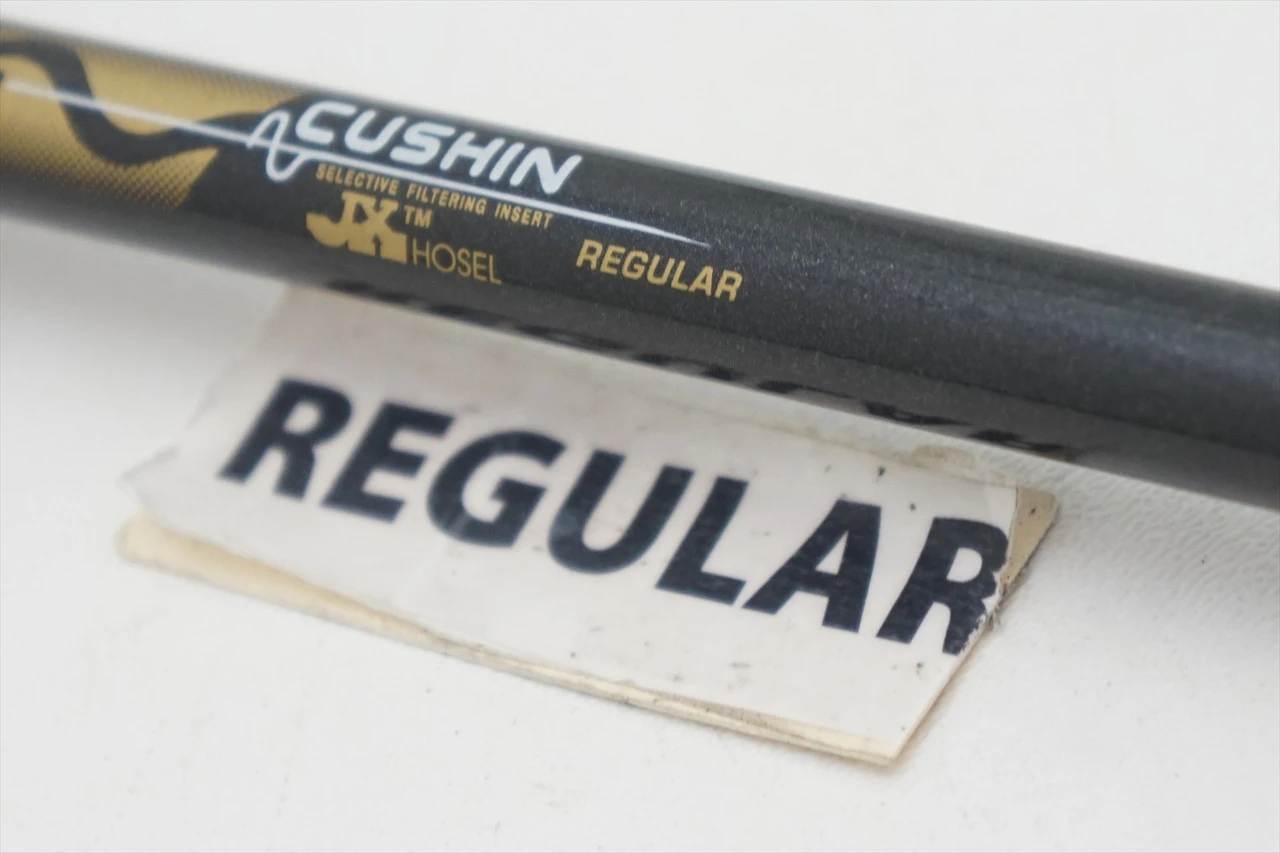 CUSHIN
SELECTIVE FILTERING INSERT
JX™
HOSEL
REGULAR
REGULAR